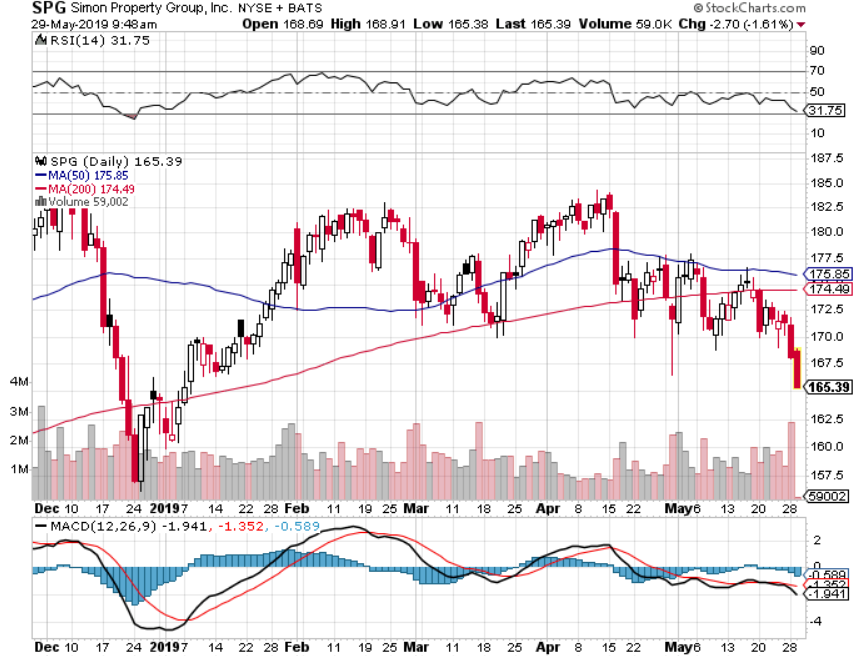 SPG Simon Property Group, Inc. NYSE + BATS © StockCharts.com
29-May-2019 9:48am Open 168.69 High 168.91 Low 165.38 Last 165.39 Volume 59.0K Chg -2.70 (-1.61%)
RSI(14) 31.75
90
70
50
31.75
10
SPG (Daily) 165.39
MA(50) 175.85
MA(200) 174.49
Volume 59,002
187.5
185.0
182.5
180.0
177.5
175.85
174.49
172.5
170.0
167.5
165.39
162.5
160.0
157.5
59002
4M
3M
2M
1M
Dec 10 17 24 2019 7 14 22 28 Feb 11 19 25 Mar 11 18 25 Apr 8 15 22 May 6 13 20 28
MACD(12,26,9) -1.941, -1.352, -0.589
2
0
-0.589
-1.352
-1.941
-4
Dec 10 17 24 2019 7 14 22 28 Feb 11 19 25 Mar 11 18 25 Apr 8 15 22 May 6 13 20 28